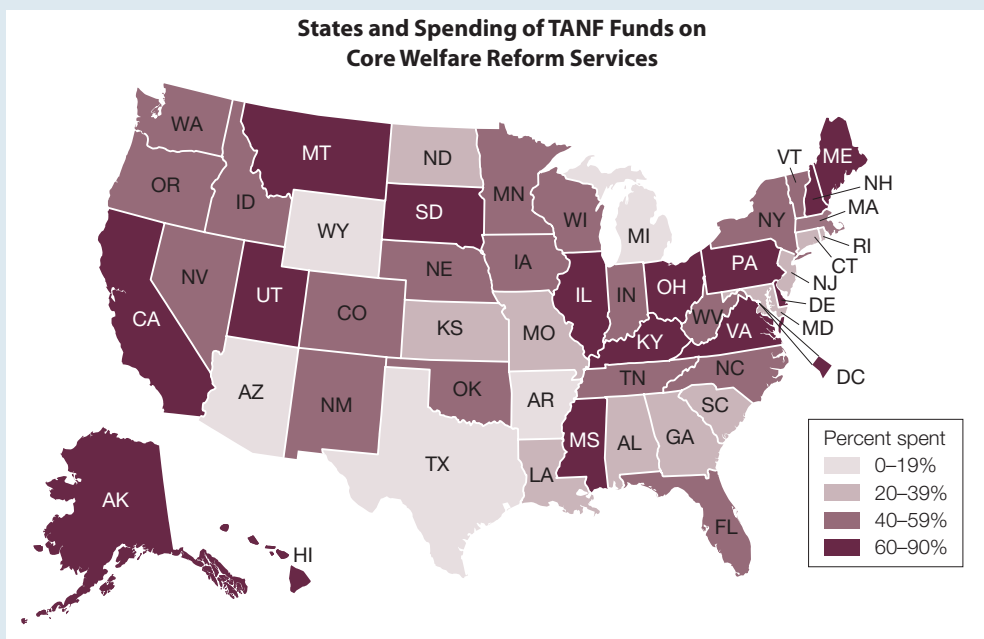 States and Spending of TANF Funds on
Core Welfare Reform Services
WA
MT
ND
MN
VT
ME
OR
ID
SD
WI
NY
NH
MA
WY
MI
RI
CT
NV
NE
IA
PA
NJ
CA
UT
CO
IL
IN
OH
DE
KS
MO
WV
VA
MD
KY
DC
AZ
NM
OK
TN
NC
AR
SC
TX
MS
AL
GA
LA
FL
AK
HI
Percent spent
0–19%
20–39%
40–59%
60–90%